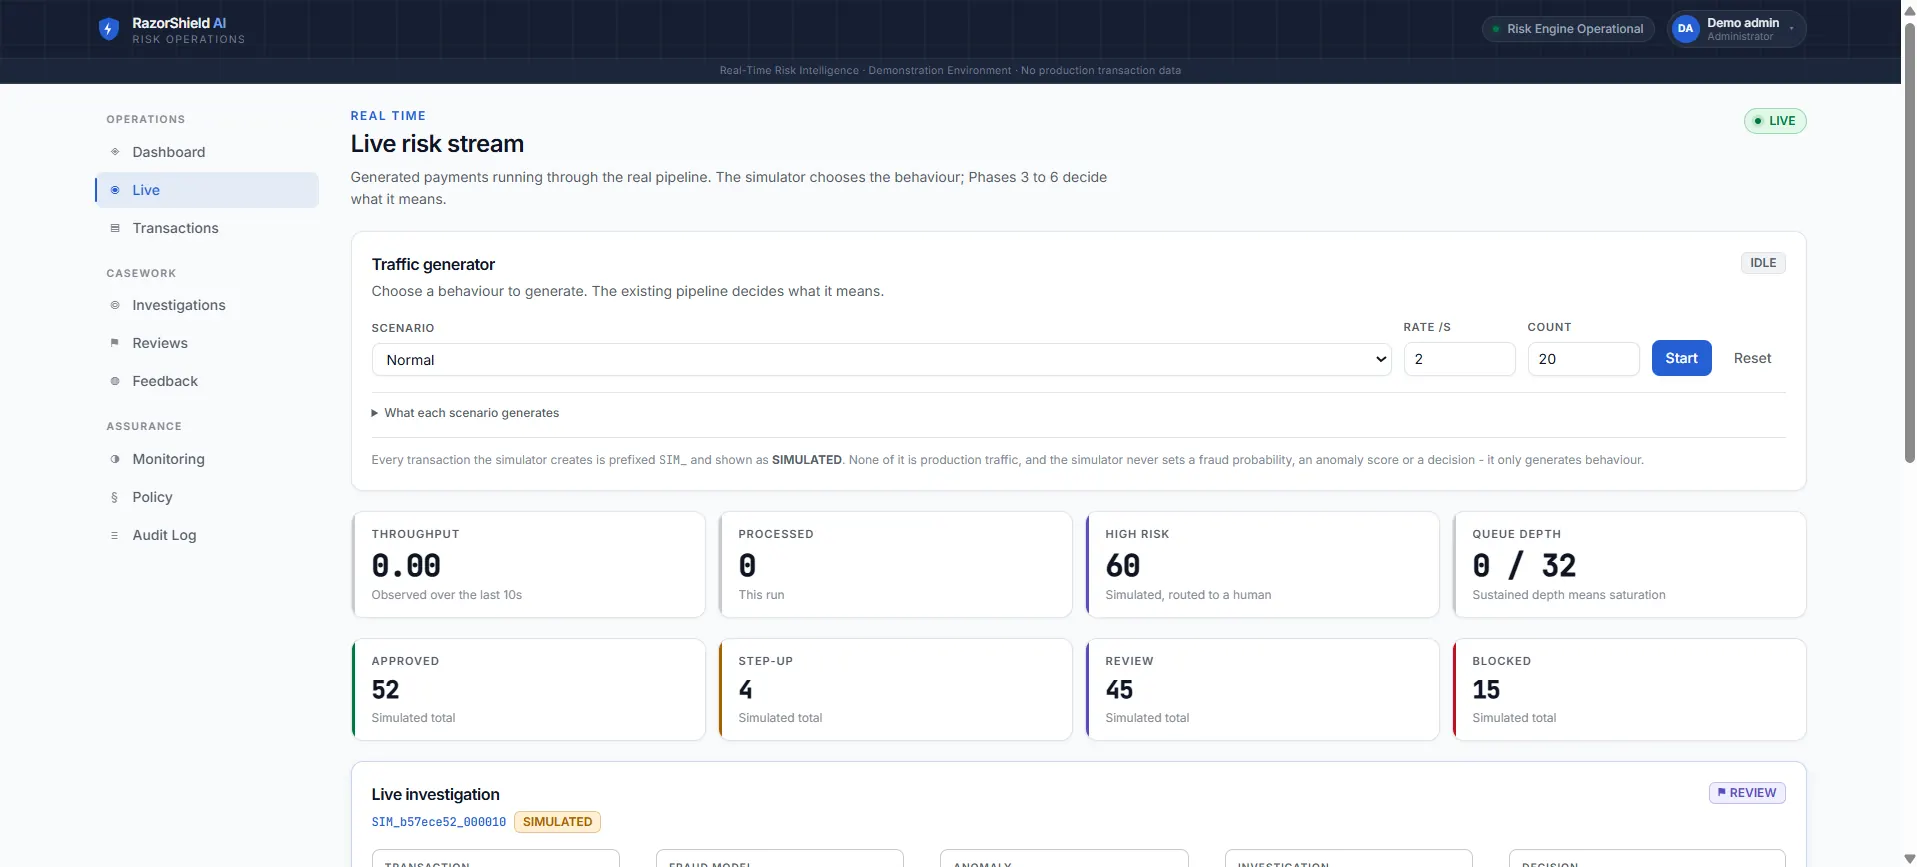 RazorShield AI
RISK OPERATIONS
Risk Engine Operational
DA
Demo admin
Administrator
Real-Time Risk Intelligence · Demonstration Environment · No production transaction data
OPERATIONS
Dashboard
Live
Transactions
CASEWORK
Investigations
Reviews
Feedback
ASSURANCE
Monitoring
§ Policy
Audit Log
REAL TIME
Live risk stream
LIVE
Generated payments running through the real pipeline. The simulator chooses the behaviour; Phases 3 to 6 decide
what it means.
Traffic generator
IDLE
Choose a behaviour to generate. The existing pipeline decides what it means.
SCENARIO
RATE /S
COUNT
Normal
2
20
Start
Reset
What each scenario generates
Every transaction the simulator creates is prefixed SIM_ and shown as SIMULATED. None of it is production traffic, and the simulator never sets a fraud probability, an anomaly score or a decision - it only generates behaviour.
THROUGHPUT
0.00
Observed over the last 10s
PROCESSED
0
This run
HIGH RISK
60
Simulated, routed to a human
QUEUE DEPTH
0 / 32
Sustained depth means saturation
APPROVED
52
Simulated total
STEP-UP
4
Simulated total
REVIEW
45
Simulated total
BLOCKED
15
Simulated total
Live investigation
REVIEW
SIM_b57ece52_000010
SIMULATED
TRANSACTION
FRAUD MODEL
ANOMALY
INVESTIGATION
DECISION